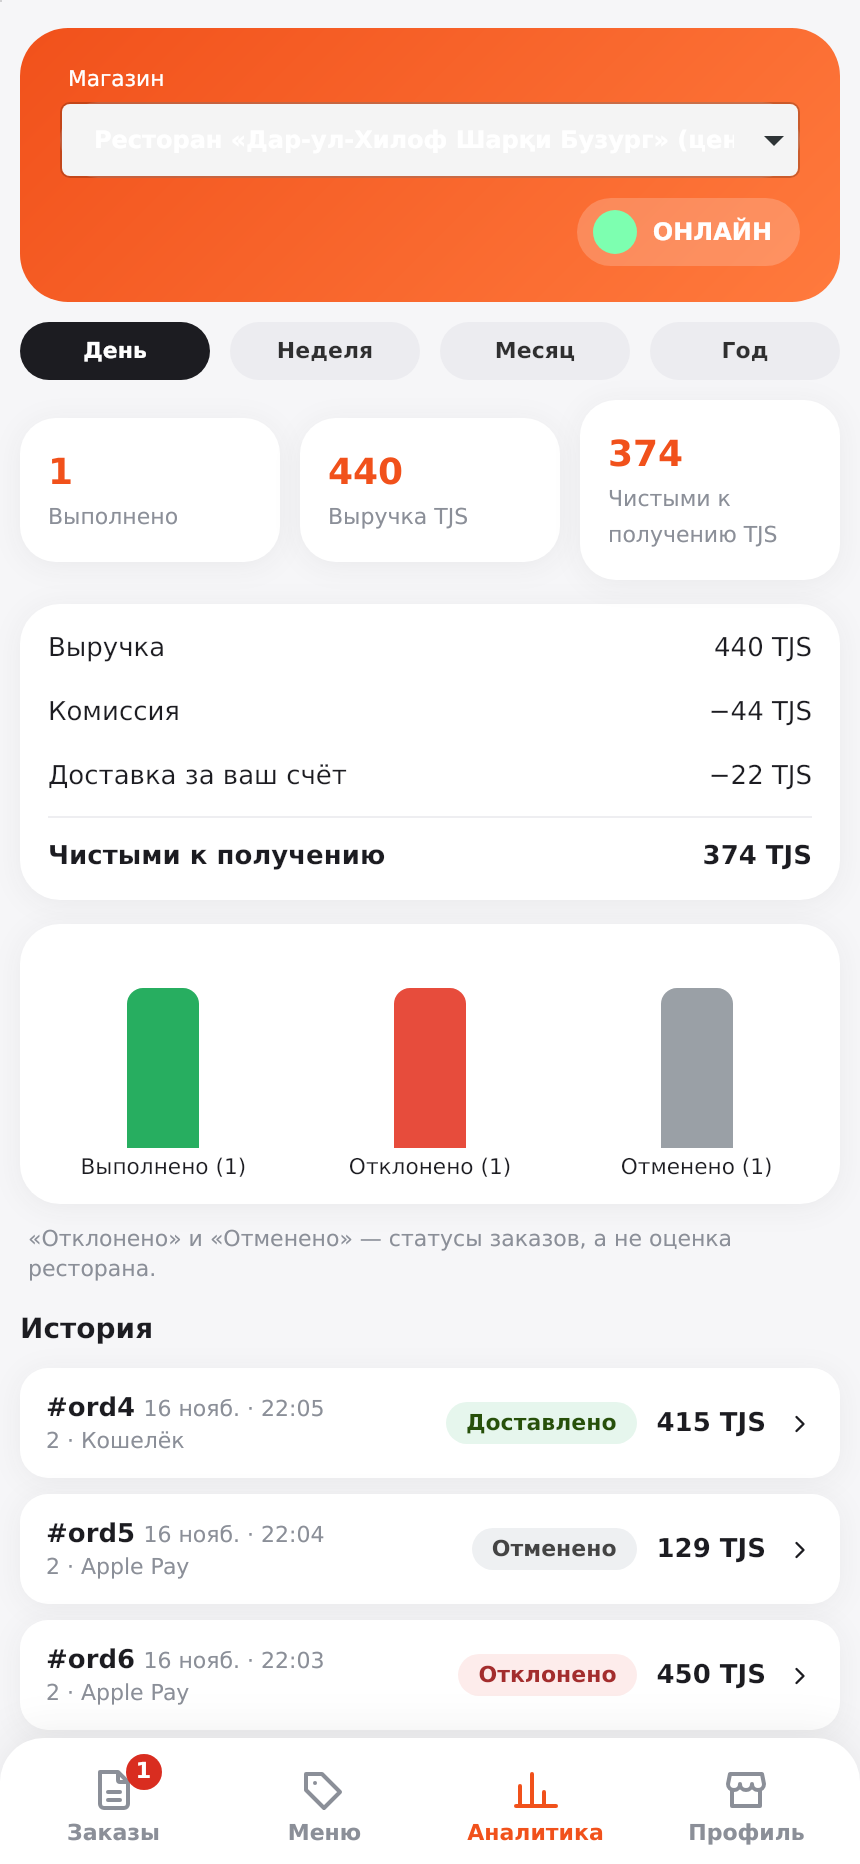 Магазин
Ресторан «Дар-ул-Хилоф Шарқи Бузург» (цен
ОНЛАЙН
День
Неделя
Месяц
Год
1
Выполнено
440
Выручка TJS
374
Чистыми к
получению TJS
Выручка 440 TJS
Комиссия −44 TJS
Доставка за ваш счёт −22 TJS
Чистыми к получению 374 TJS
Выполнено (1)
Отклонено (1)
Отменено (1)
«Отклонено» и «Отменено» — статусы заказов, а не оценка
ресторана.
История
#ord4 16 нояб. · 22:05
2 · Кошелёк
Доставлено
415 TJS
#ord5 16 нояб. · 22:04
2 · Apple Pay
Отменено
129 TJS
#ord6 16 нояб. · 22:03
2 · Apple Pay
Отклонено
450 TJS
1
Заказы
Меню
Аналитика
Профиль